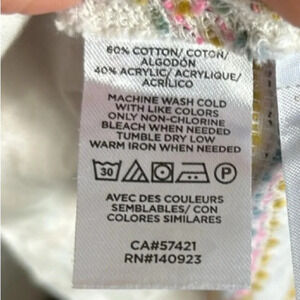 60% COTTON/ COTON/
ALGODÓN
40% ACRYLIC/ ACRYLIQUE/
ACRÍLICO
MACHINE WASH COLD
WITH LIKE COLORS
ONLY NON-CHLORINE
BLEACH WHEN NEEDED
TUMBLE DRY LOW
WARM IRON WHEN NEEDED
30 P
AVEC DES COULEURS
SEMBLABLES/ CON
COLORES SIMILARES
CA#57421
RN#140923